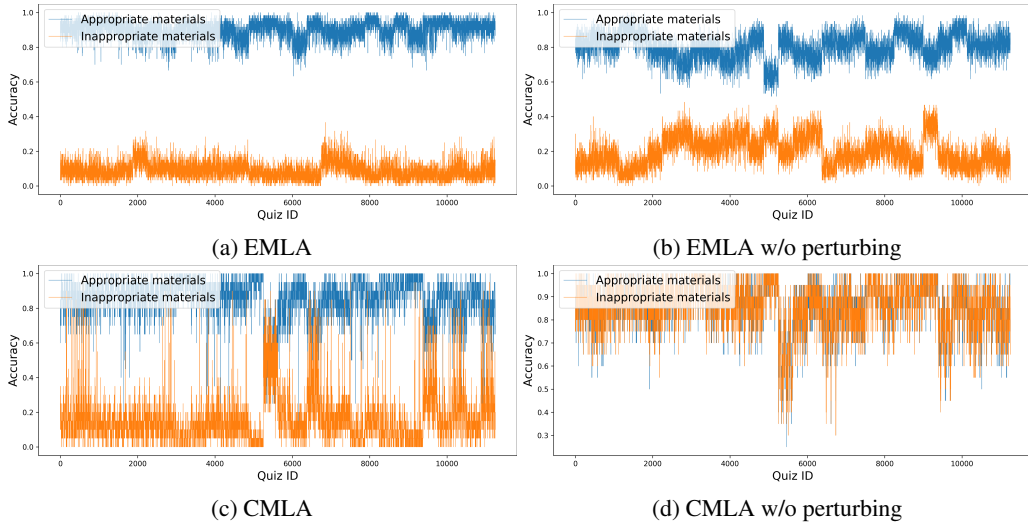 Appropriate materials
Inappropriate materials
Accuracy
1.0
0.8
0.6
0.4
0.2
0.0
0 2000 4000 6000 8000 10000
Quiz ID
(a) EMLA
Appropriate materials
Inappropriate materials
Accuracy
1.0
0.8
0.6
0.4
0.2
0.0
0 2000 4000 6000 8000 10000
Quiz ID
(b) EMLA w/o perturbing
Appropriate materials
Inappropriate materials
Accuracy
1.0
0.8
0.6
0.4
0.2
0.0
0 2000 4000 6000 8000 10000
Quiz ID
(c) CMLA
Appropriate materials
Inappropriate materials
Accuracy
1.0
0.9
0.8
0.7
0.6
0.5
0.4
0.3
0 2000 4000 6000 8000 10000
Quiz ID
(d) CMLA w/o perturbing